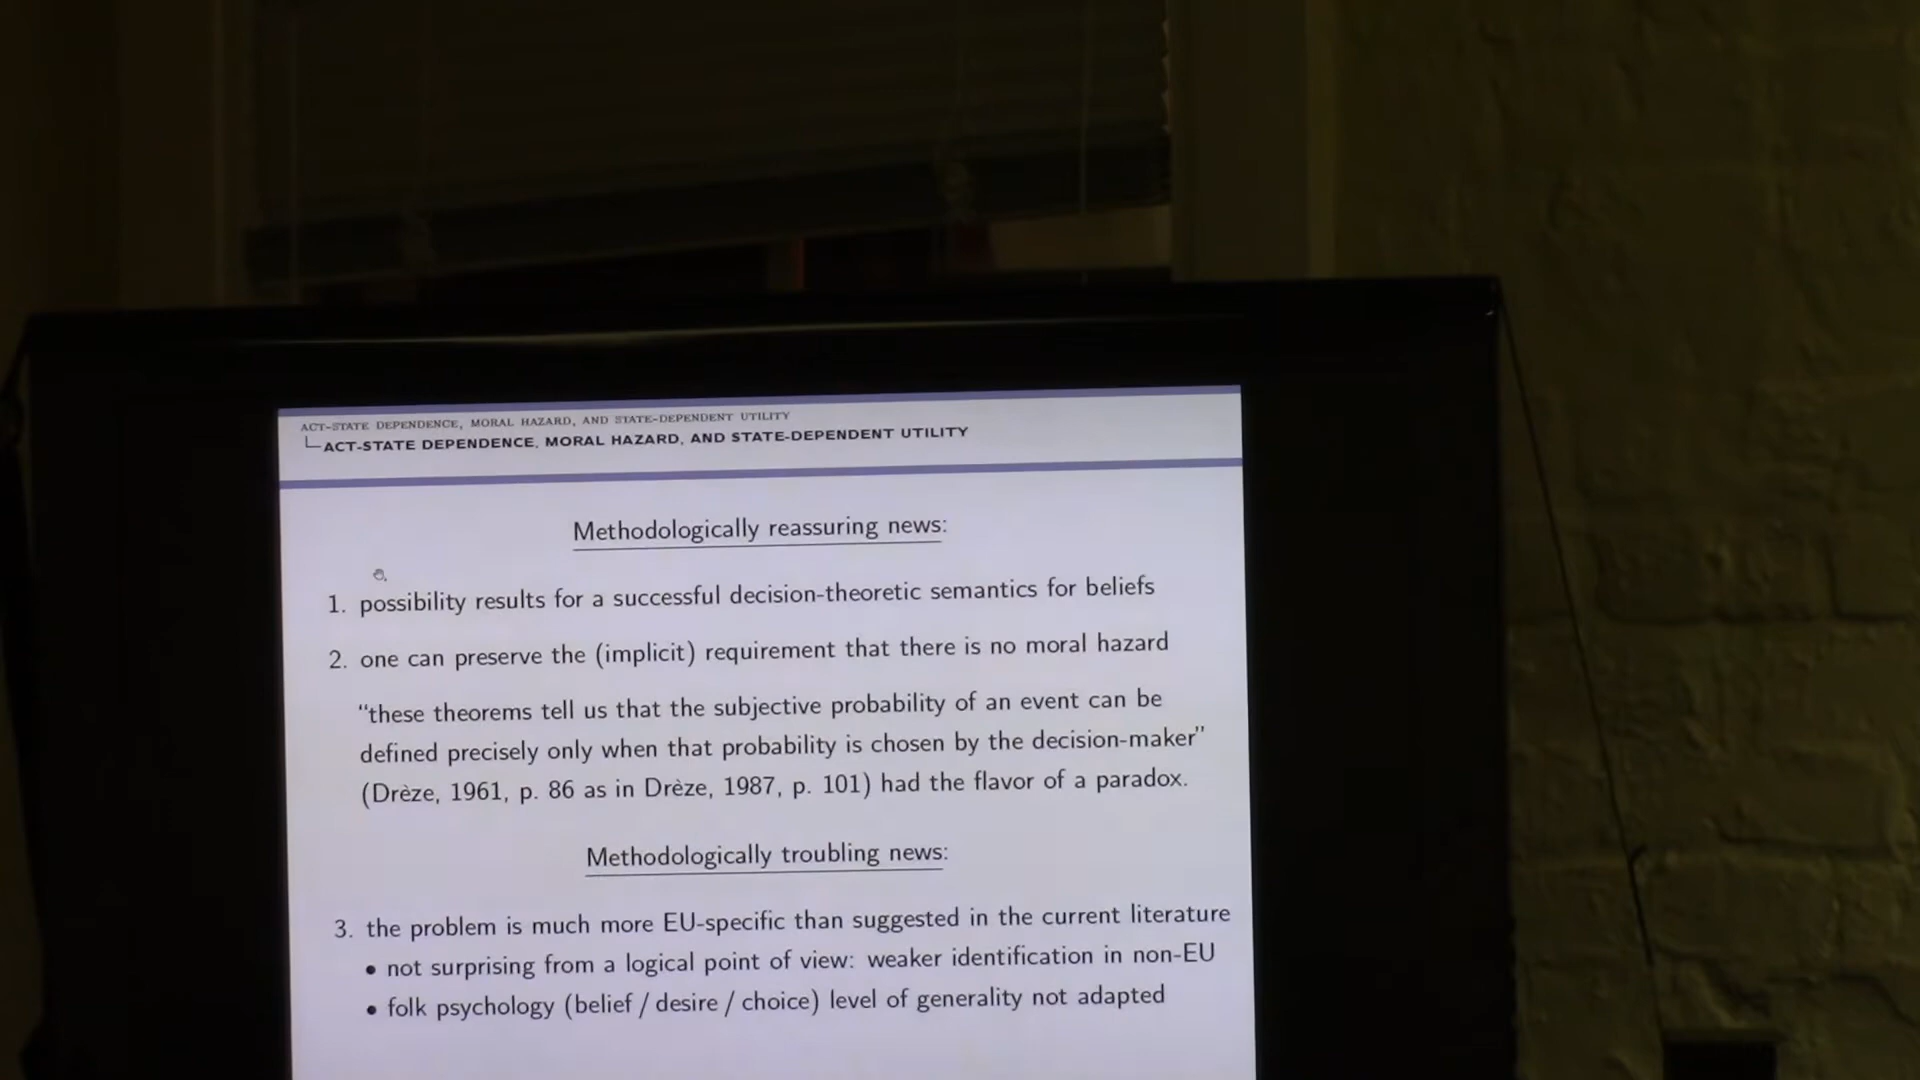 ACT-STATE DEPENDENCE, MORAL HAZARD, AND STATE-DEPENDENT UTILITY
ACT-STATE DEPENDENCE, MORAL HAZARD, AND STATE-DEPENDENT UTILITY
Methodologically reassuring news:
1. possibility results for a successful decision-theoretic semantics for beliefs
2. one can preserve the (implicit) requirement that there is no moral hazard
“these theorems tell us that the subjective probability of an event can be
defined precisely only when that probability is chosen by the decision-maker”
(Drèze, 1961, p. 86 as in Drèze, 1987, p. 101) had the flavor of a paradox.
Methodologically troubling news:
3. the problem is much more EU-specific than suggested in the current literature
• not surprising from a logical point of view: weaker identification in non-EU
• folk psychology (belief / desire / choice) level of generality not adapted